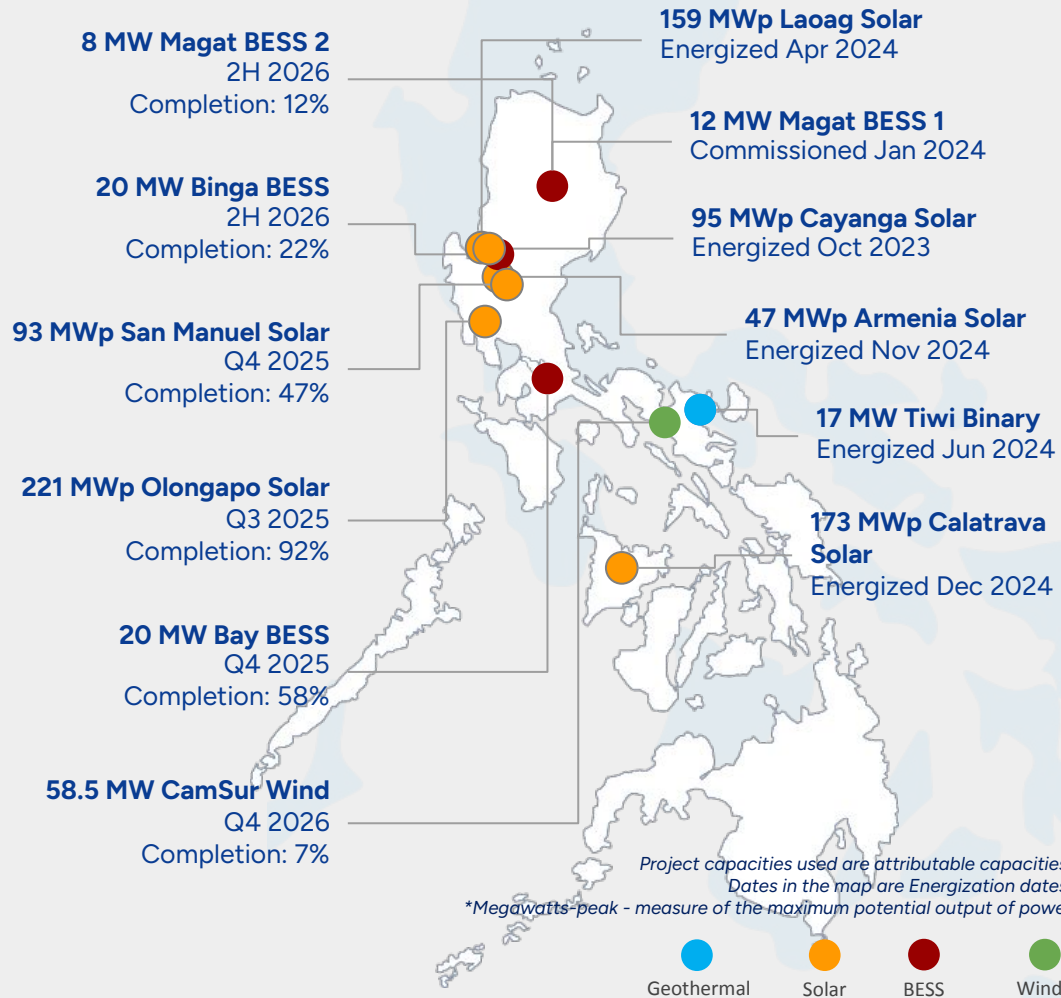 8 MW Magat BESS 2
2H 2026
Completion: 12%
20 MW Binga BESS
2H 2026
Completion: 22%
93 MWp San Manuel Solar
Q4 2025
Completion: 47%
221 MWp Olongapo Solar
Q3 2025
Completion: 92%
20 MW Bay BESS
Q4 2025
Completion: 58%
58.5 MW CamSur Wind
Q4 2026
Completion: 7%
159 MWp Laoag Solar
Energized Apr 2024
12 MW Magat BESS 1
Commissioned Jan 2024
95 MWp Cayanga Solar
Energized Oct 2023
47 MWp Armenia Solar
Energized Nov 2024
17 MW Tiwi Binary
Energized Jun 2024
173 MWp Calatrava
Solar
Energized Dec 2024
Project capacities used are attributable capacities
Dates in the map are Energization dates
*Megawatts-peak - measure of the maximum potential output of powe
Geothermal
Solar
BESS
Wind